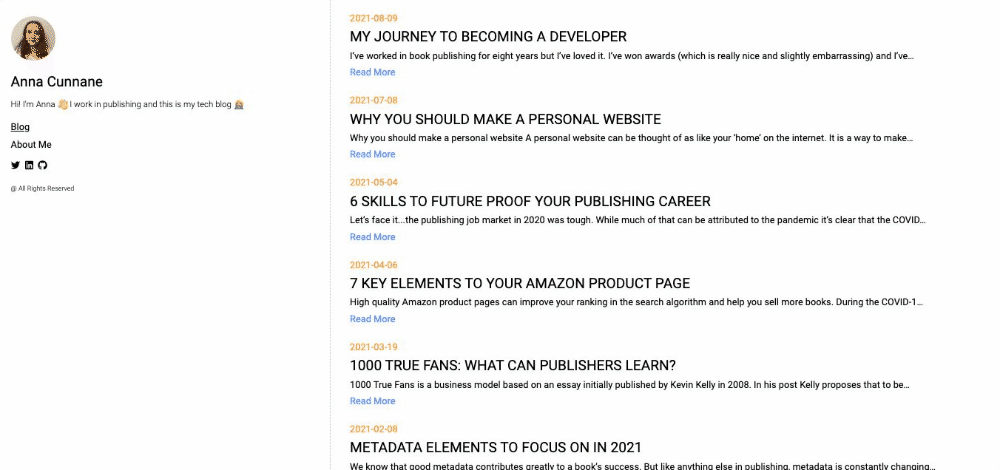 Anna Cunnane
Hi! I'm Anna 👋 I work in publishing and this is my tech blog 👩‍💻
Blog
About Me
@ All Rights Reserved
2021-08-09
MY JOURNEY TO BECOMING A DEVELOPER
I've worked in book publishing for eight years but I've loved it. I've won awards (which is really nice and slightly embarrassing) and I've…
Read More
2021-07-08
WHY YOU SHOULD MAKE A PERSONAL WEBSITE
Why you should make a personal website A personal website can be thought of as like your 'home' on the internet. It is a way to make…
Read More
2021-05-04
6 SKILLS TO FUTURE PROOF YOUR PUBLISHING CAREER
Let's face it...the publishing job market in 2020 was tough. While much of that can be attributed to the pandemic it's clear that the COVID…
Read More
2021-04-06
7 KEY ELEMENTS TO YOUR AMAZON PRODUCT PAGE
High quality Amazon product pages can improve your ranking in the search algorithm and help you sell more books. During the COVID-1…
Read More
2021-03-19
1000 TRUE FANS: WHAT CAN PUBLISHERS LEARN?
1000 True Fans is a business model based on an essay initially published by Kevin Kelly in 2008. In his post Kelly proposes that to be…
Read More
2021-02-08
METADATA ELEMENTS TO FOCUS ON IN 2021
We know that good metadata contributes greatly to a book's success. But like anything else in publishing, metadata is constantly changing…